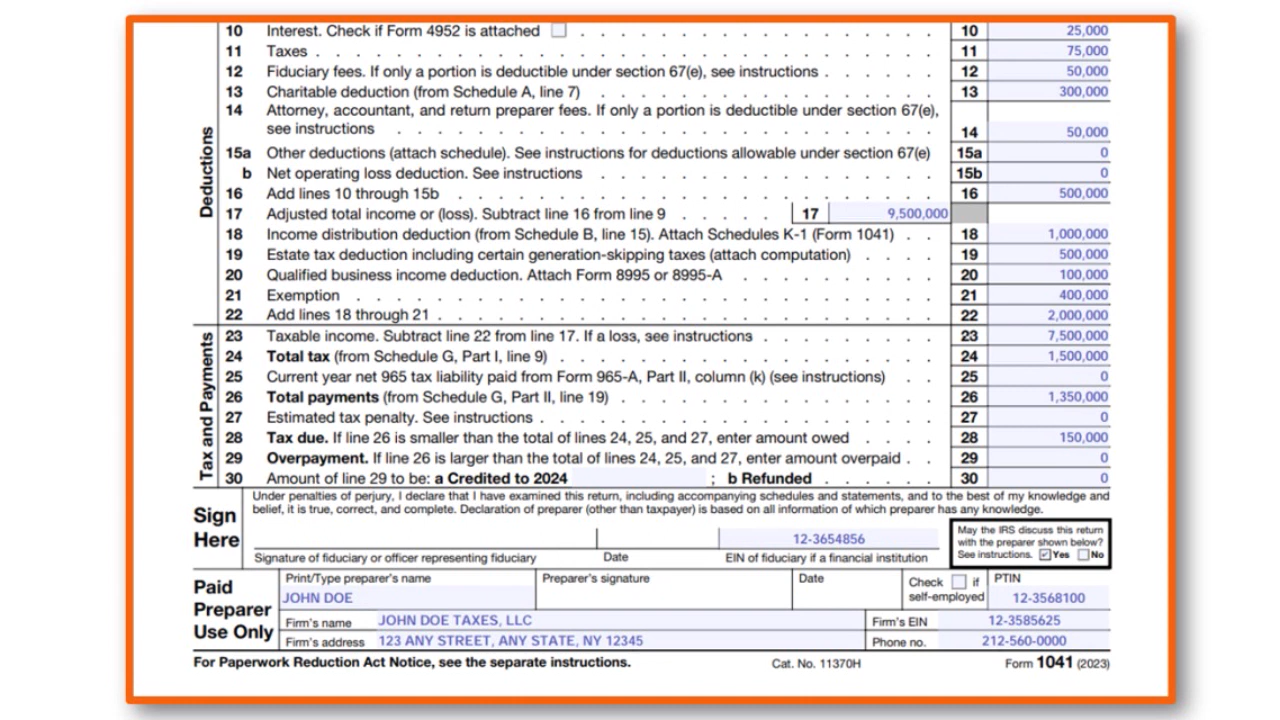 10 Interest. Check if Form 4952 is attached 10 25,000
11 Taxes 11 75,000
12 Fiduciary fees. If only a portion is deductible under section 67(e), see instructions 12 50,000
13 Charitable deduction (from Schedule A, line 7) 13 300,000
14 Attorney, accountant, and return preparer fees. If only a portion is deductible under section 67(e),
see instructions 14 50,000
15a Other deductions (attach schedule). See instructions for deductions allowable under section 67(e) 15a 0
b Net operating loss deduction. See instructions 15b 0
16 Add lines 10 through 15b 16 500,000
17 Adjusted total income or (loss). Subtract line 16 from line 9 17 9,500,000
18 Income distribution deduction (from Schedule B, line 15). Attach Schedules K-1 (Form 1041) 18 1,000,000
19 Estate tax deduction including certain generation-skipping taxes (attach computation) 19 500,000
20 Qualified business income deduction. Attach Form 8995 or 8995-A 20 100,000
21 Exemption 21 400,000
22 Add lines 18 through 21 22 2,000,000
Deductions
23 Taxable income. Subtract line 22 from line 17. If a loss, see instructions 23 7,500,000
24 Total tax (from Schedule G, Part I, line 9) 24 1,500,000
25 Current year net 965 tax liability paid from Form 965-A, Part II, column (k) (see instructions) 25 0
26 Total payments (from Schedule G, Part II, line 19) 26 1,350,000
27 Estimated tax penalty. See instructions 27 0
28 Tax due. If line 26 is smaller than the total of lines 24, 25, and 27, enter amount owed 28 150,000
29 Overpayment. If line 26 is larger than the total of lines 24, 25, and 27, enter amount overpaid 29 0
30 Amount of line 29 to be: a Credited to 2024 ; b Refunded 30 0
Tax and Payments
Under penalties of perjury, I declare that I have examined this return, including accompanying schedules and statements, and to the best of my knowledge and
belief, it is true, correct, and complete. Declaration of preparer (other than taxpayer) is based on all information of which preparer has any knowledge.
Sign
Here
12-3654856
Signature of fiduciary or officer representing fiduciary Date EIN of fiduciary if a financial institution
May the IRS discuss this return
with the preparer shown below?
See instructions. Yes No
Paid
Preparer
Use Only
Print/Type preparer's name Preparer's signature Date Check if self-employed PTIN
JOHN DOE 12-3568100
Firm's name JOHN DOE TAXES, LLC Firm's EIN 12-3585625
Firm's address 123 ANY STREET, ANY STATE, NY 12345 Phone no. 212-560-0000
For Paperwork Reduction Act Notice, see the separate instructions. Cat. No. 11370H Form 1041 (2023)